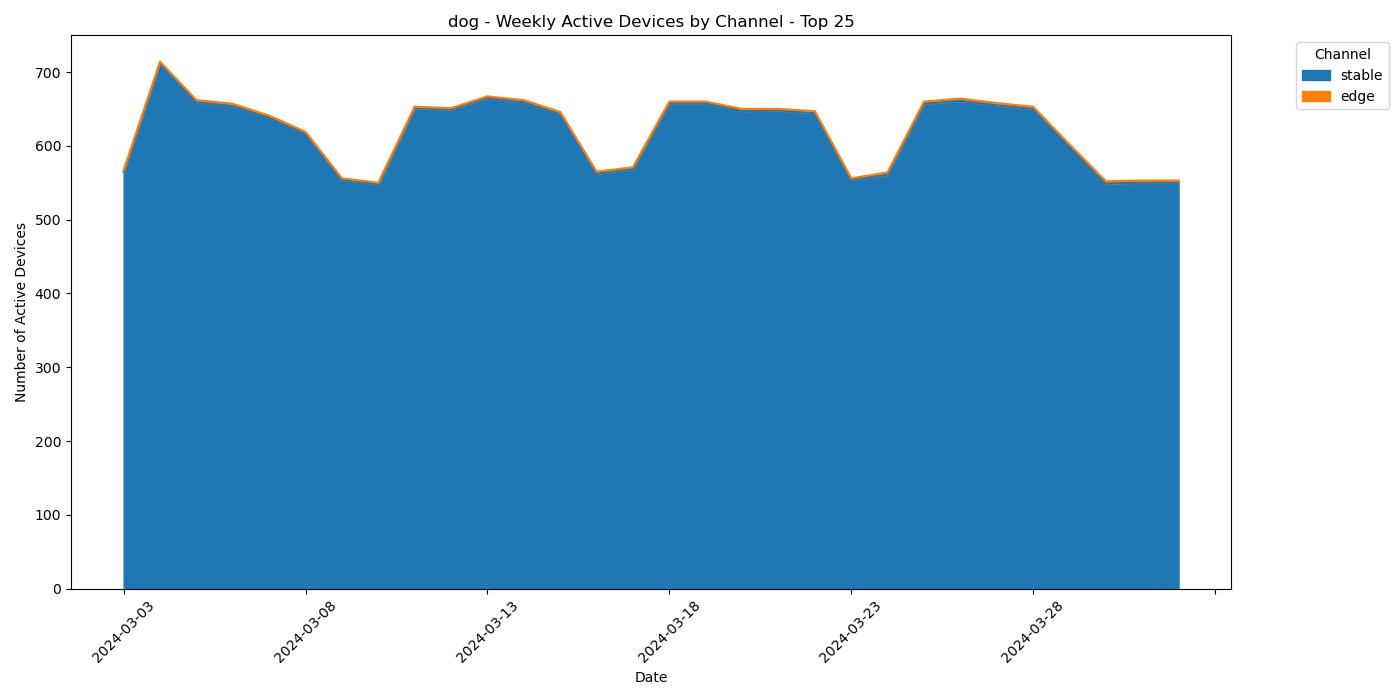 dog - Weekly Active Devices by Channel - Top 25
Channel
stable
edge
Number of Active Devices
700
600
500
400
300
200
100
0
2024-03-03
2024-03-08
2024-03-13
2024-03-18
2024-03-23
2024-03-28
Date